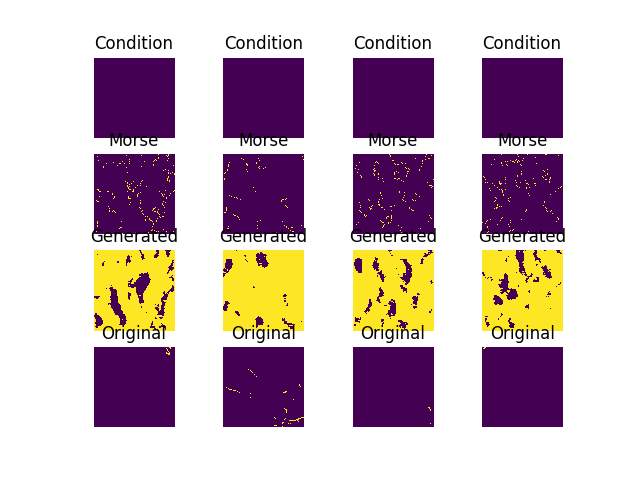 Condition Condition Condition Condition
Morse Morse Morse Morse
Generated Generated Generated Generated
Original Original Original Original